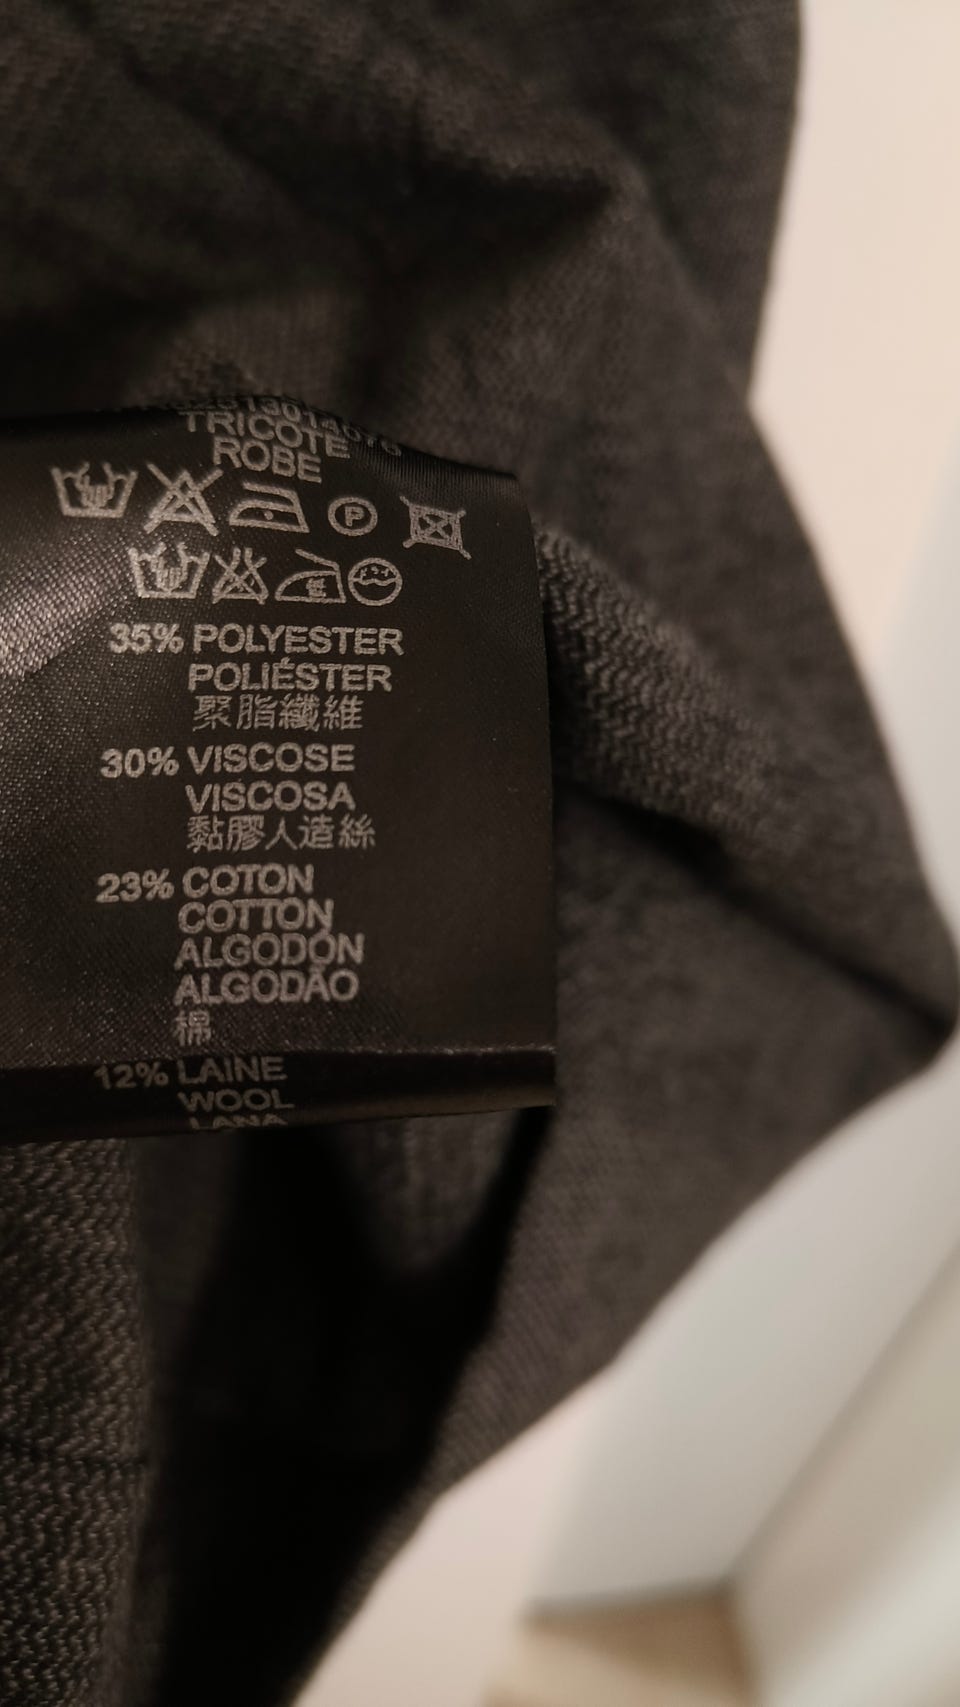 TRICOTE
ROBE
P
35% POLYESTER
POLIÉSTER
聚脂纖維
30% VISCOSE
VISCOSA
黏膠人造絲
23% COTON
COTTON
ALGODÓN
ALGODÃO
棉
12% LAINE
WOOL
LANA